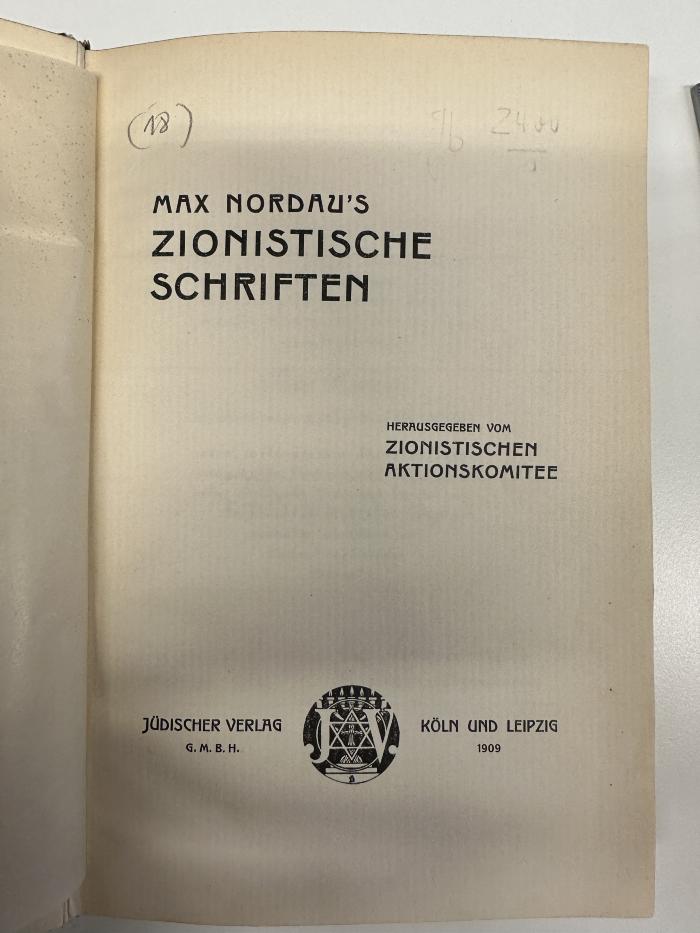 (18)
MAX NORDAU'S
ZIONISTISCHE
SCHRIFTEN
HERAUSGEGEBEN VOM
ZIONISTISCHEN
AKTIONSKOMITEE
JÜDISCHER VERLAG
G. M. B. H.
J.V.
KÖLN UND LEIPZIG
1909